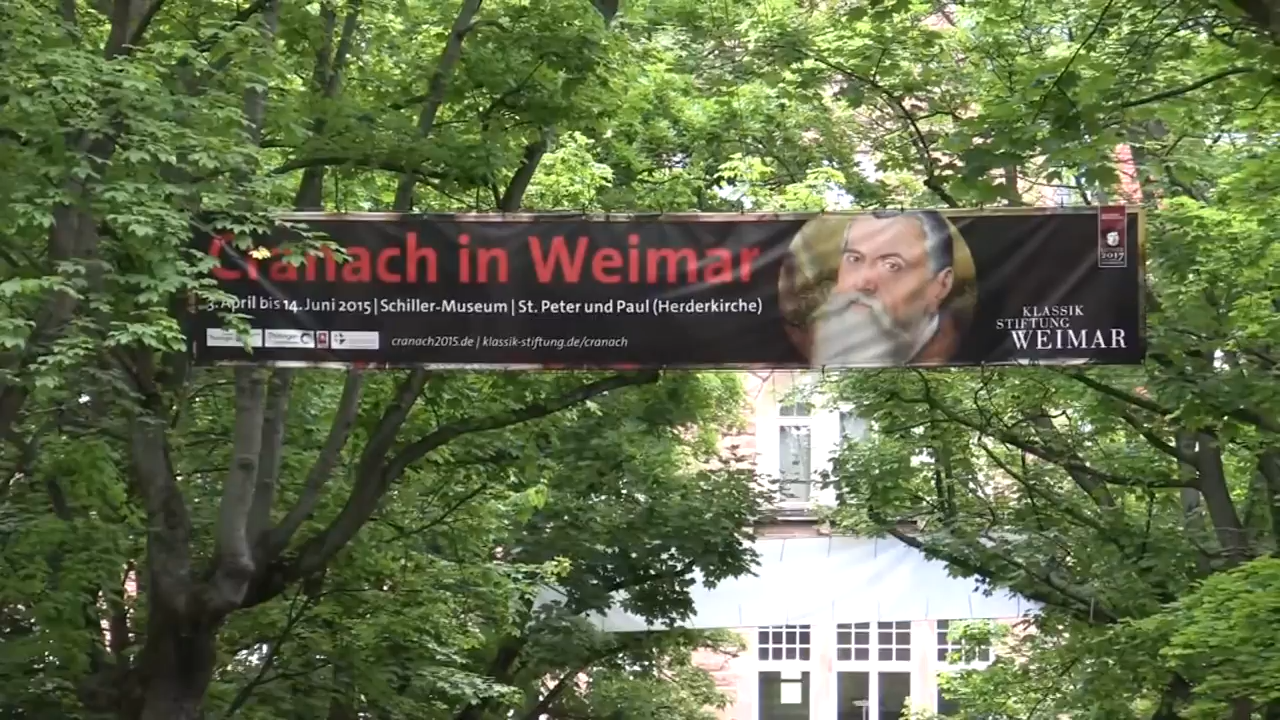 Cranach in Weimar
3. April bis 14. Juni 2015 | Schiller-Museum | St. Peter und Paul (Herderkirche)
cranach2015.de | klassik-stiftung.de/cranach
KLASSIK
STIFTUNG
WEIMAR
2017